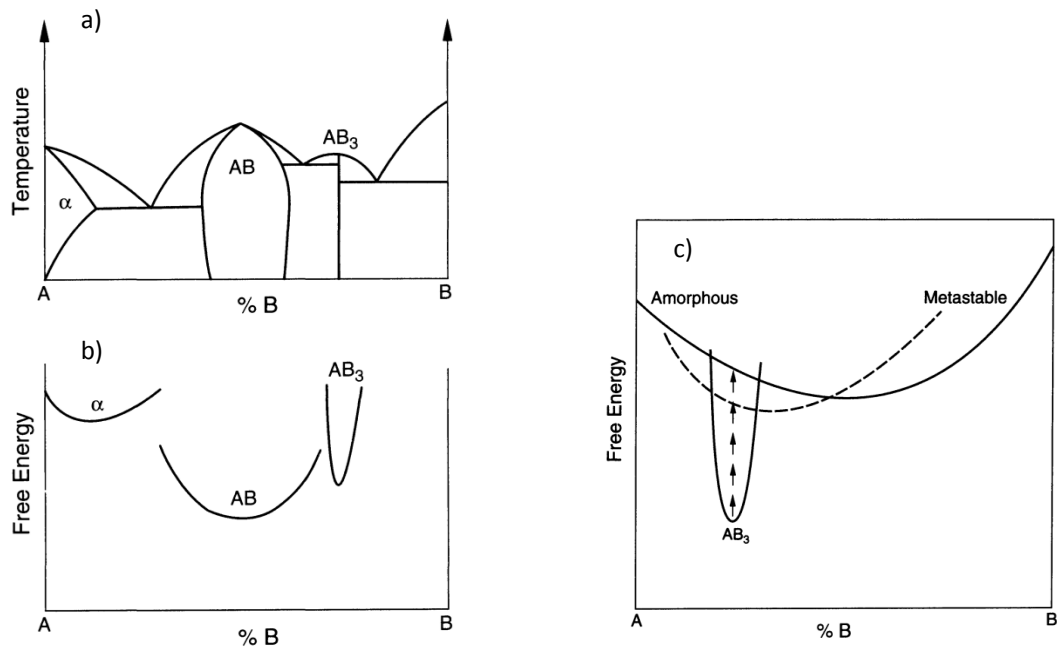 a)
Temperature
α
AB
AB₃
A
B
% B
b)
Free Energy
α
AB
AB₃
A
B
% B
c)
Free Energy
Amorphous
Metastable
AB₃
A
B
% B